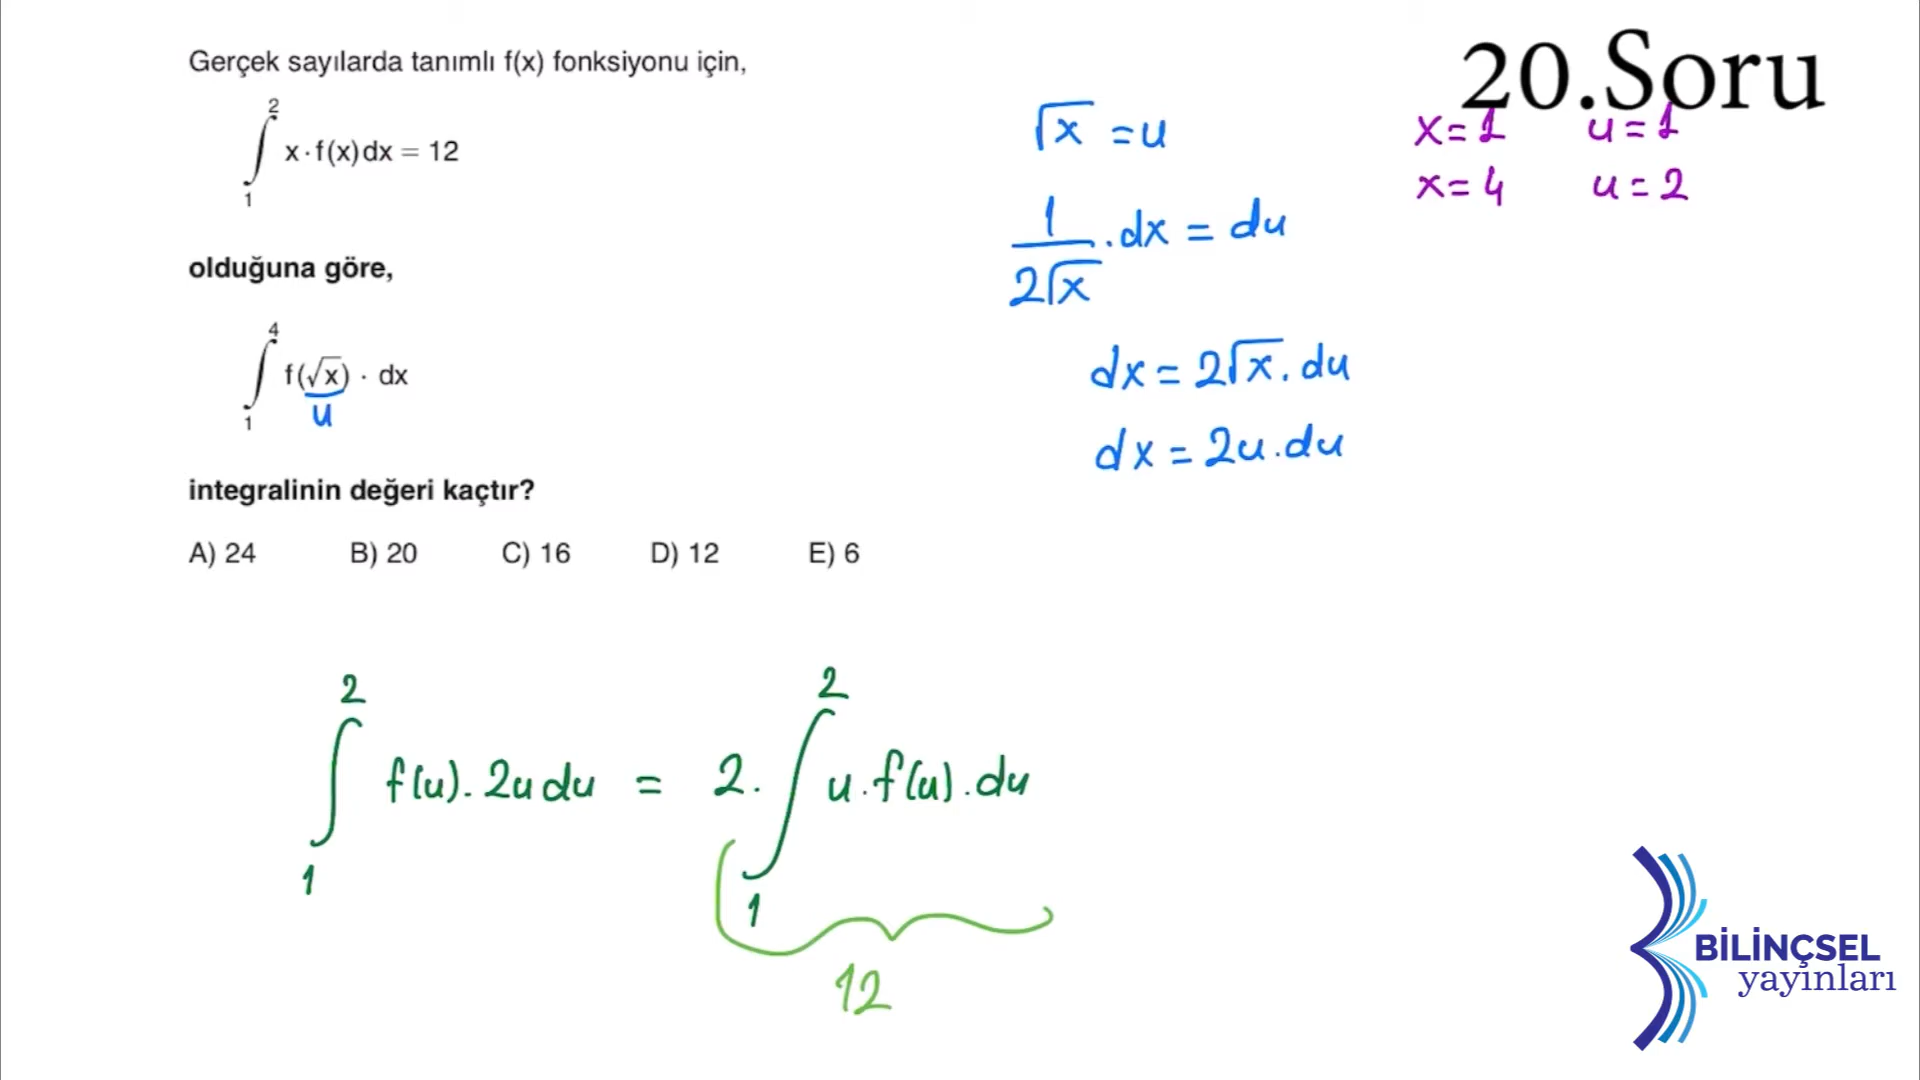 20.Soru
Gerçek sayılarda tanımlı f(x) fonksiyonu için,
∫₁² x·f(x)dx = 12
olduğuna göre,
∫₁⁴ f(√x) · dx
u
integralinin değeri kaçtır?
A) 24 B) 20 C) 16 D) 12 E) 6
√x = u
1/(2√x) . dx = du
dx = 2√x . du
dx = 2u.du
x=1 u=1
x=4 u=2
∫₁² f(u). 2u du = 2. ∫₁² u.f(u).du
12
BİLİNÇSEL
yayınları